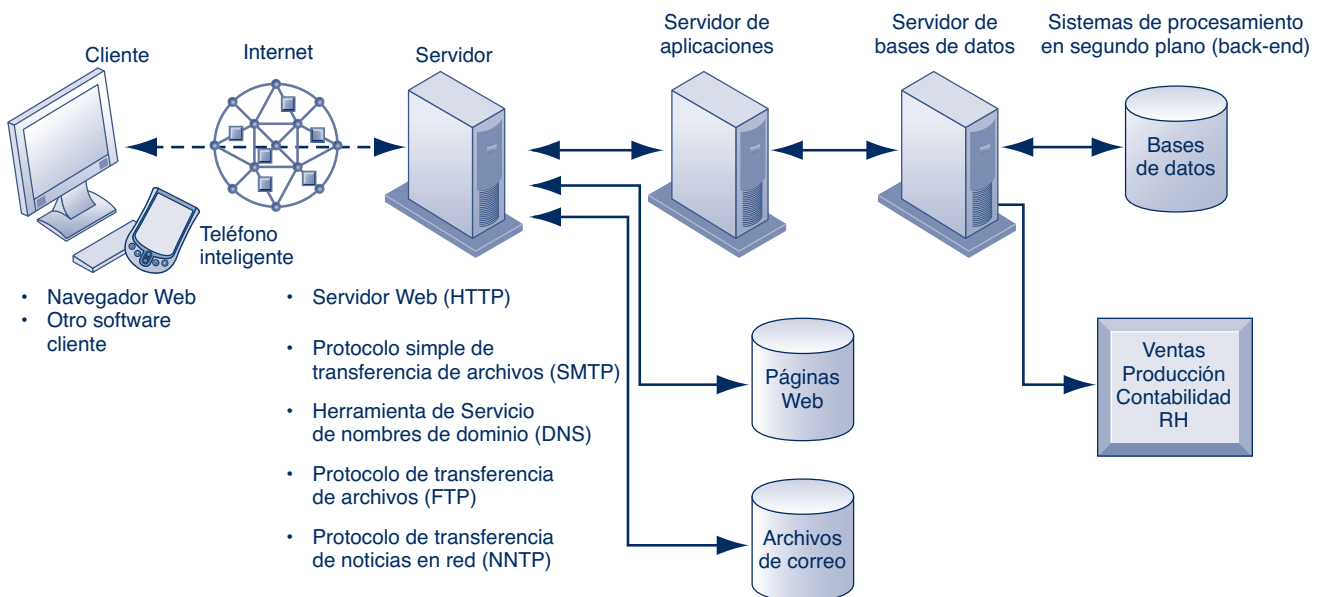 Cliente
Internet
Servidor
Servidor de
aplicaciones
Servidor de
bases de datos
Sistemas de procesamiento
en segundo plano (back-end)
Bases
de datos
Teléfono
inteligente
• Navegador Web
• Otro software
cliente
• Servidor Web (HTTP)
• Protocolo simple de
transferencia de archivos (SMTP)
• Herramienta de Servicio
de nombres de dominio (DNS)
• Protocolo de transferencia
de archivos (FTP)
• Protocolo de transferencia
de noticias en red (NNTP)
Páginas
Web
Archivos
de correo
Ventas
Producción
Contabilidad
RH